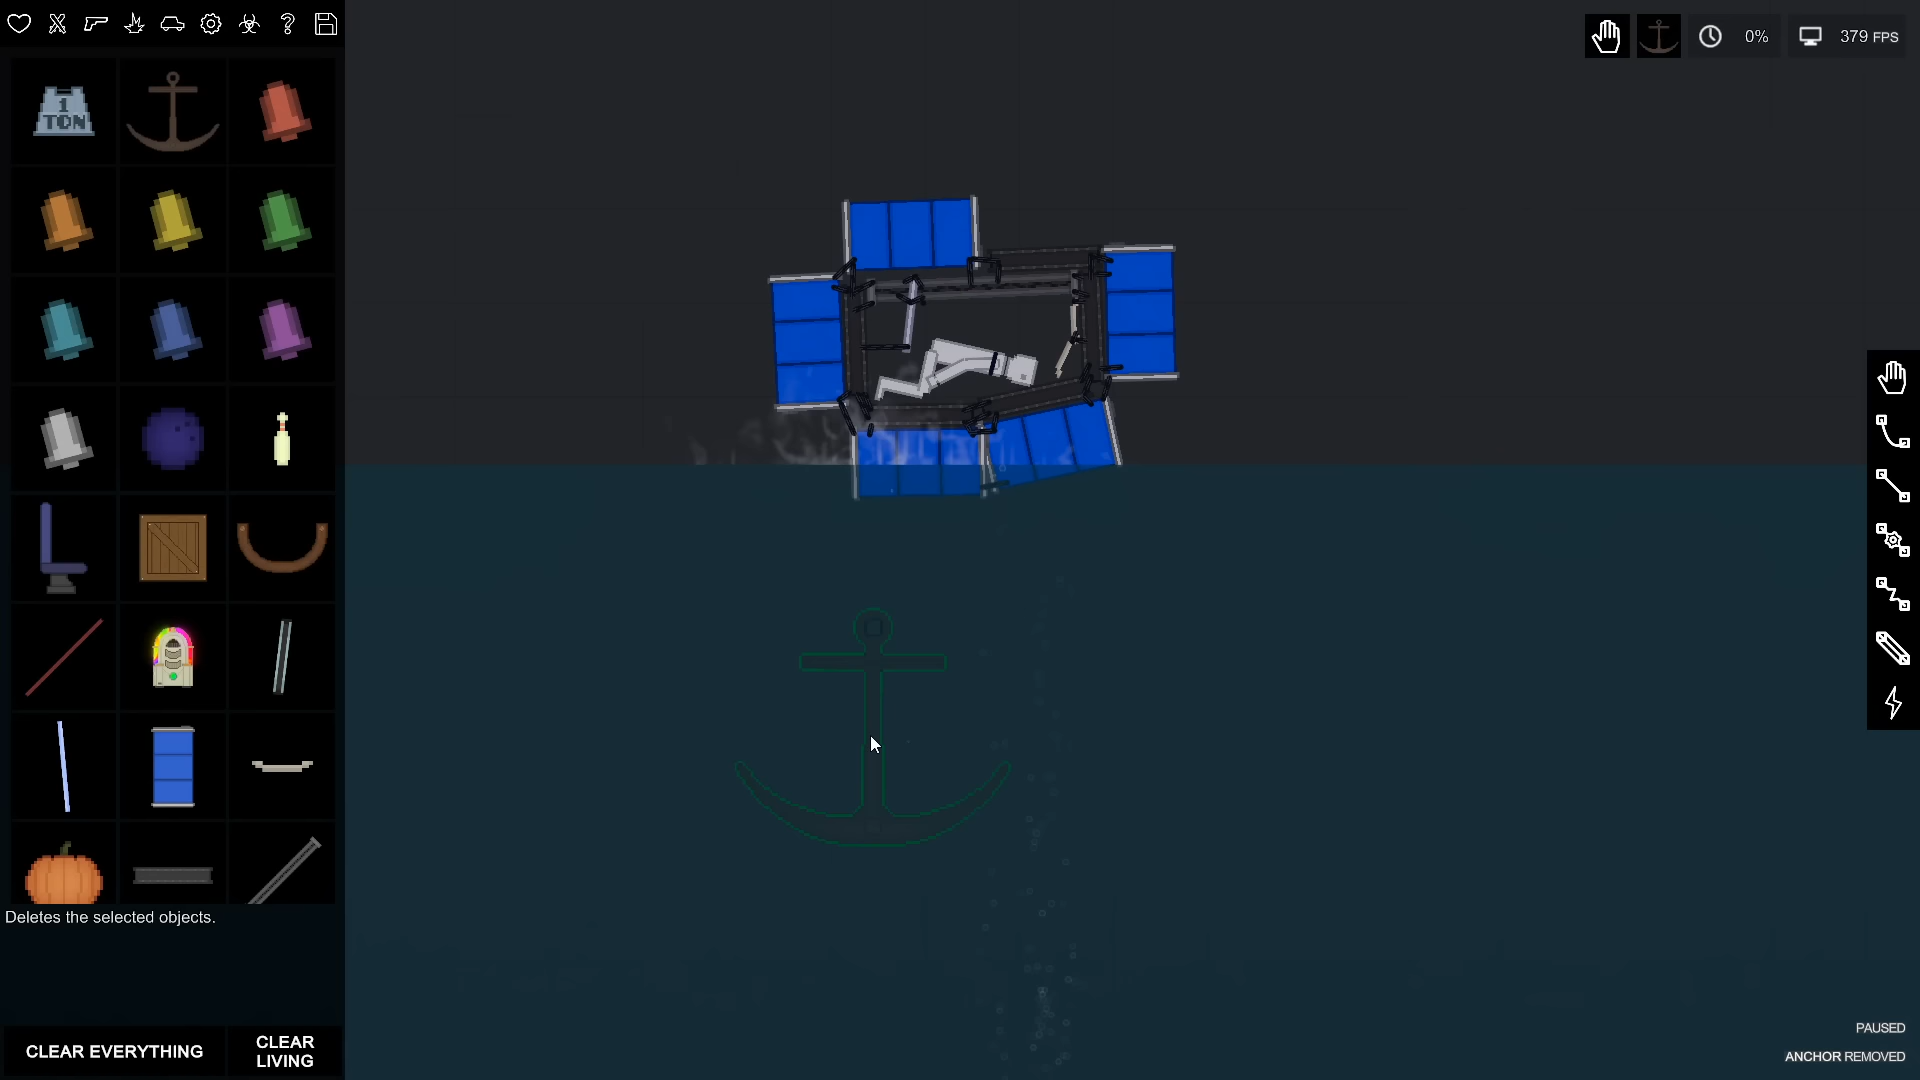 0%
379 FPS
1
TON
Deletes the selected objects.
CLEAR EVERYTHING
CLEAR
LIVING
PAUSED
ANCHOR REMOVED